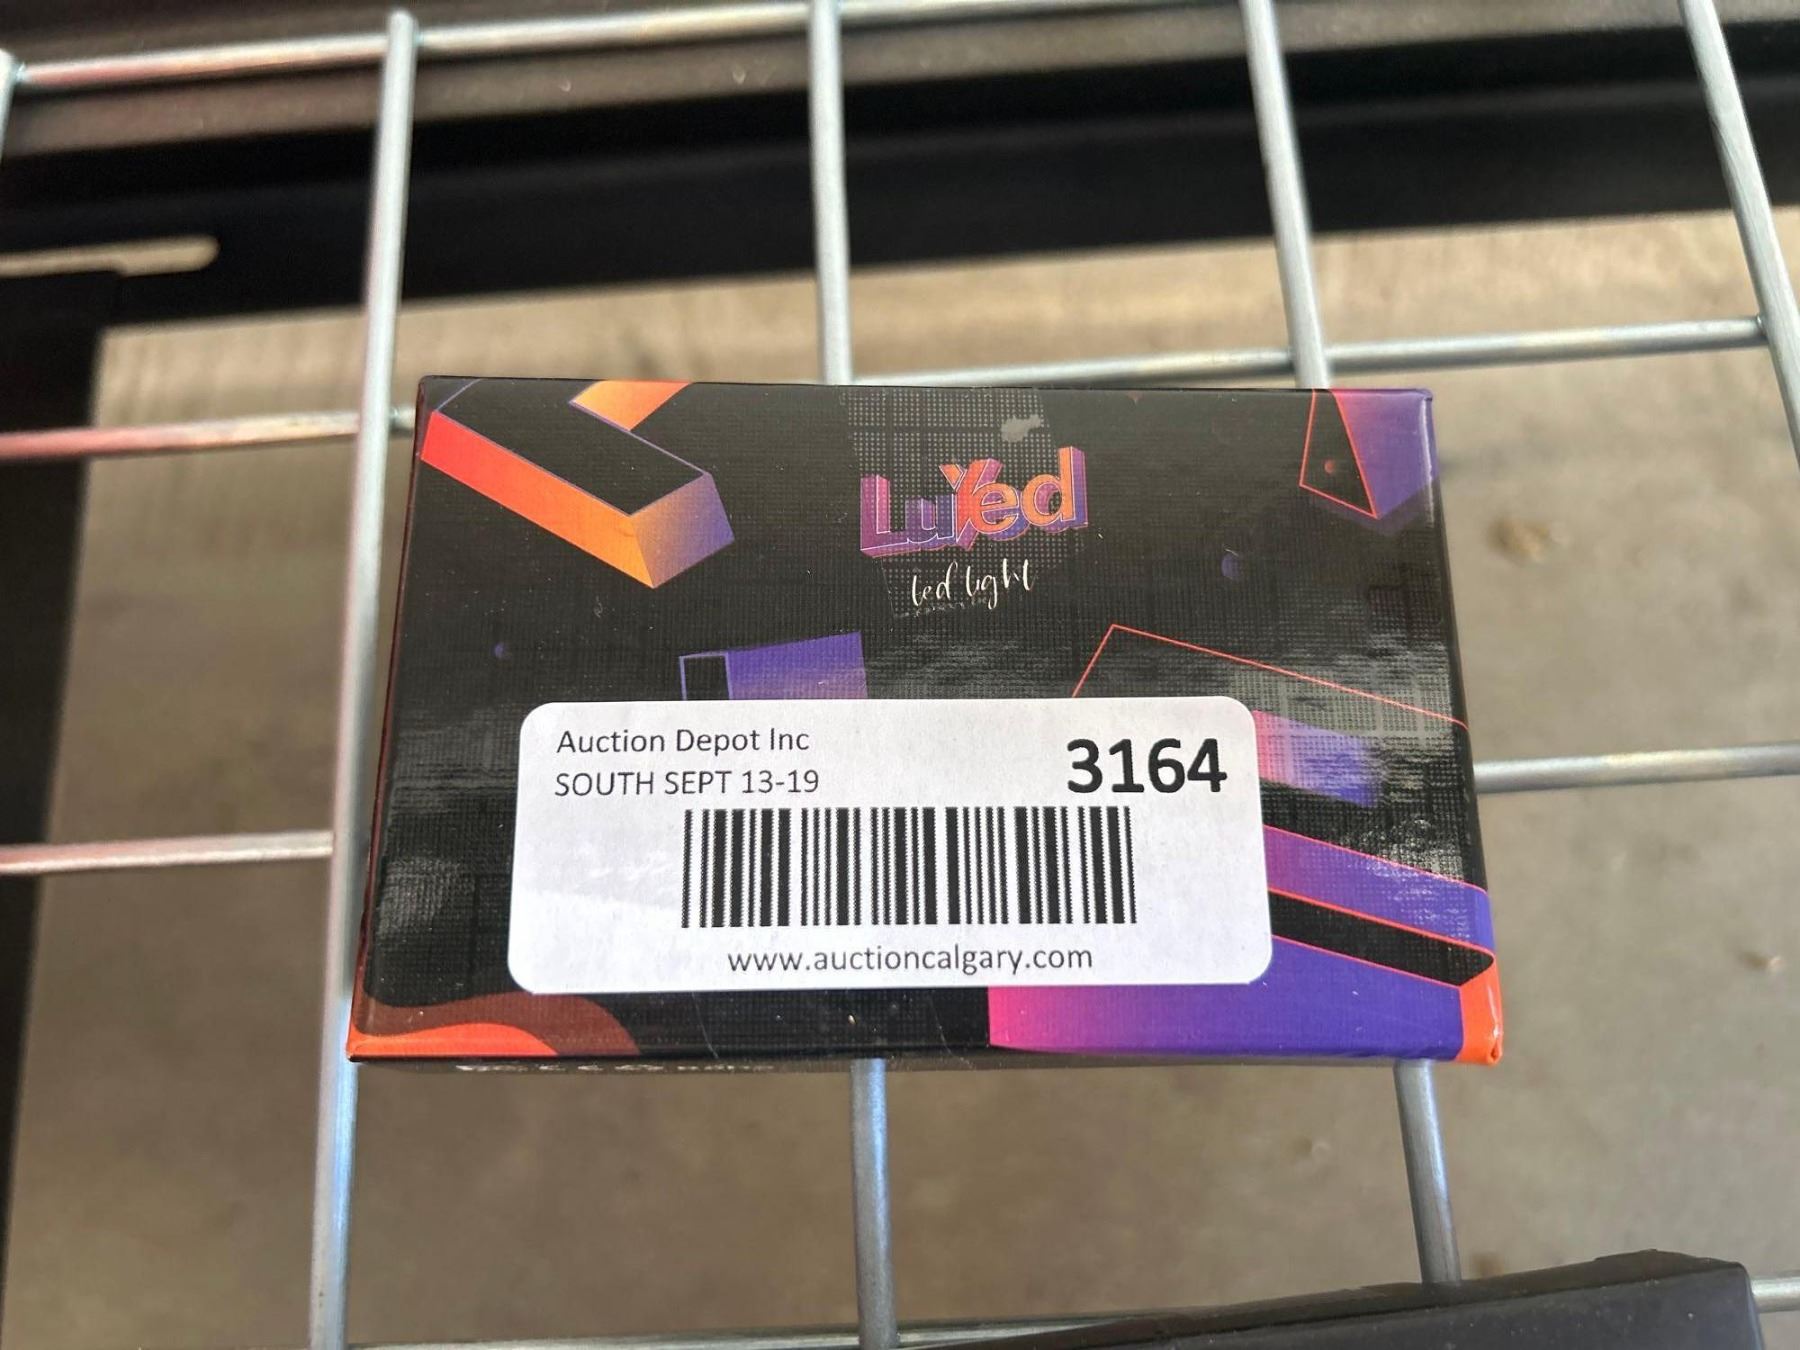 LuYed
led light
Auction Depot Inc
3164
SOUTH SEPT 13-19
www.auctioncalgary.com